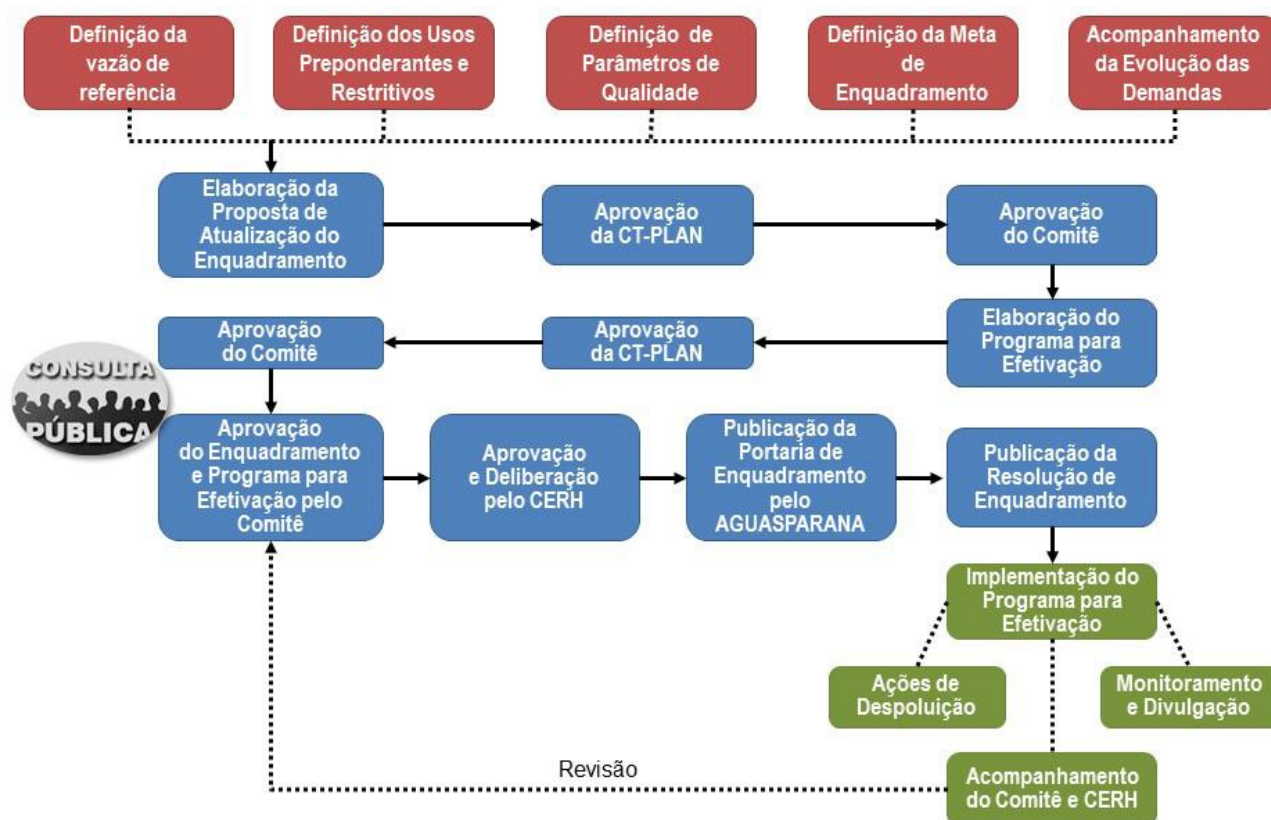 Definição da
vazão de
referência
Definição dos Usos
Preponderantes e
Restritivos
Definição de
Parâmetros de
Qualidade
Definição da Meta
de
Enquadramento
Acompanhamento
da Evolução das
Demandas
Elaboração da
Proposta de
Atualização do
Enquadramento
Aprovação
da CT-PLAN
Aprovação
do Comitê
Elaboração do
Programa para
Efetivação
Aprovação
da CT-PLAN
Aprovação
do Comitê
CONSULTA
PÚBLICA
Aprovação
do Enquadramento
e Programa para
Efetivação pelo
Comitê
Aprovação
e Deliberação
pelo CERH
Publicação da
Portaria de
Enquadramento
pelo
AGUASPARANA
Publicação da
Resolução de
Enquadramento
Implementação do
Programa para
Efetivação
Ações de
Despoluição
Monitoramento
e Divulgação
Acompanhamento
do Comitê e CERH
Revisão